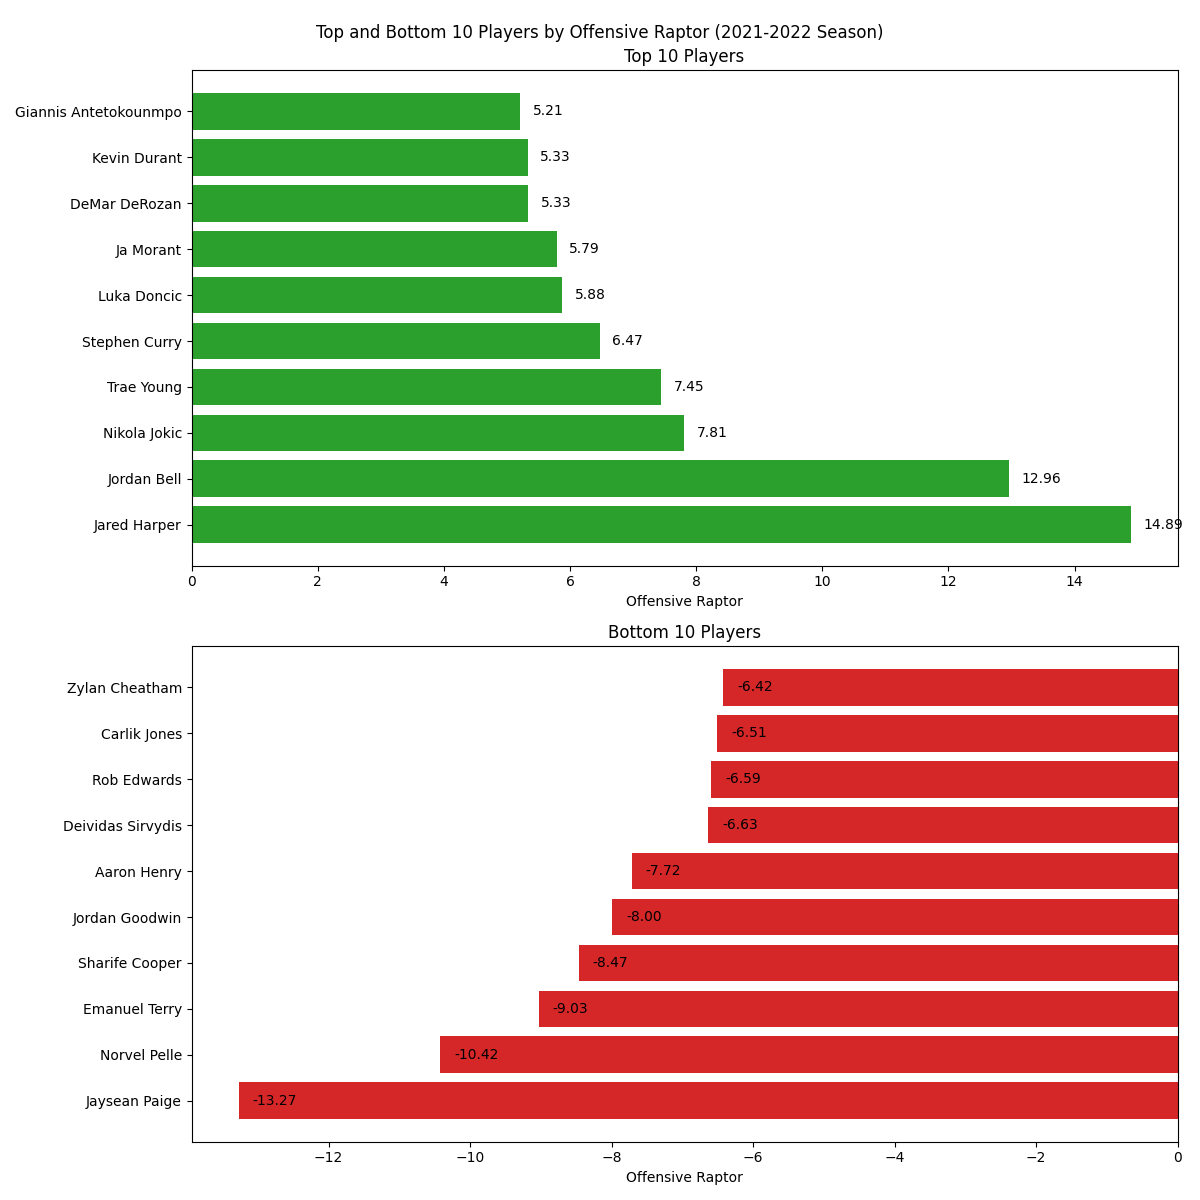 Top and Bottom 10 Players by Offensive Raptor (2021-2022 Season)
Top 10 Players
Giannis Antetokounmpo 5.21
Kevin Durant 5.33
DeMar DeRozan 5.33
Ja Morant 5.79
Luka Doncic 5.88
Stephen Curry 6.47
Trae Young 7.45
Nikola Jokic 7.81
Jordan Bell 12.96
Jared Harper 14.89
0 2 4 6 8 10 12 14
Offensive Raptor
Bottom 10 Players
Zylan Cheatham -6.42
Carlik Jones -6.51
Rob Edwards -6.59
Deividas Sirvydis -6.63
Aaron Henry -7.72
Jordan Goodwin -8.00
Sharife Cooper -8.47
Emanuel Terry -9.03
Norvel Pelle -10.42
Jaysean Paige -13.27
−12 −10 −8 −6 −4 −2 0
Offensive Raptor